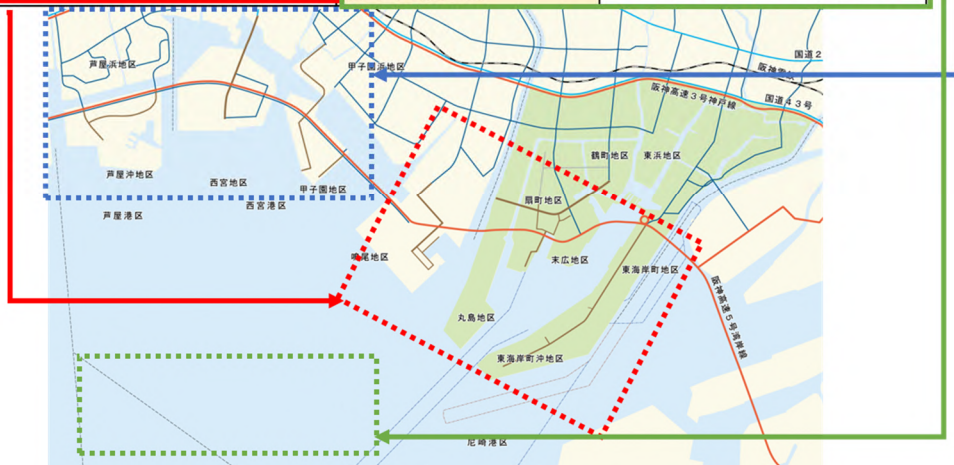 国道2
芦屋浜地区
甲子園浜地区
阪神高速3号神戸線
国道43号
鶴町地区
東浜地区
芦屋沖地区
西宮地区
甲子園地区
扇町地区
西宮港区
芦屋港区
鳴尾地区
末広地区
東海岸町地区
阪神高速5号湾岸線
丸島地区
東海岸町沖地区
尼崎港区